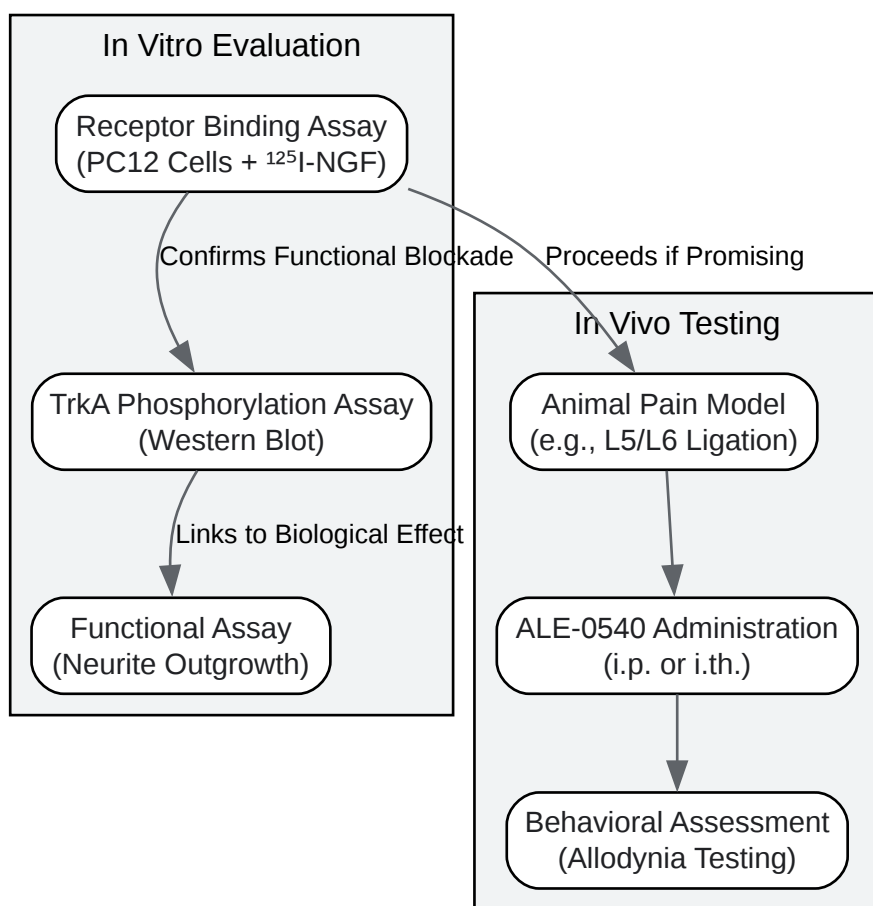 In Vitro Evaluation
Receptor Binding Assay
(PC12 Cells + ¹²⁵I-NGF)
Confirms Functional Blockade
Proceeds if Promising
In Vivo Testing
TrkA Phosphorylation Assay
(Western Blot)
Animal Pain Model
(e.g., L5/L6 Ligation)
Links to Biological Effect
Functional Assay
(Neurite Outgrowth)
ALE-0540 Administration
(i.p. or i.th.)
Behavioral Assessment
(Allodynia Testing)